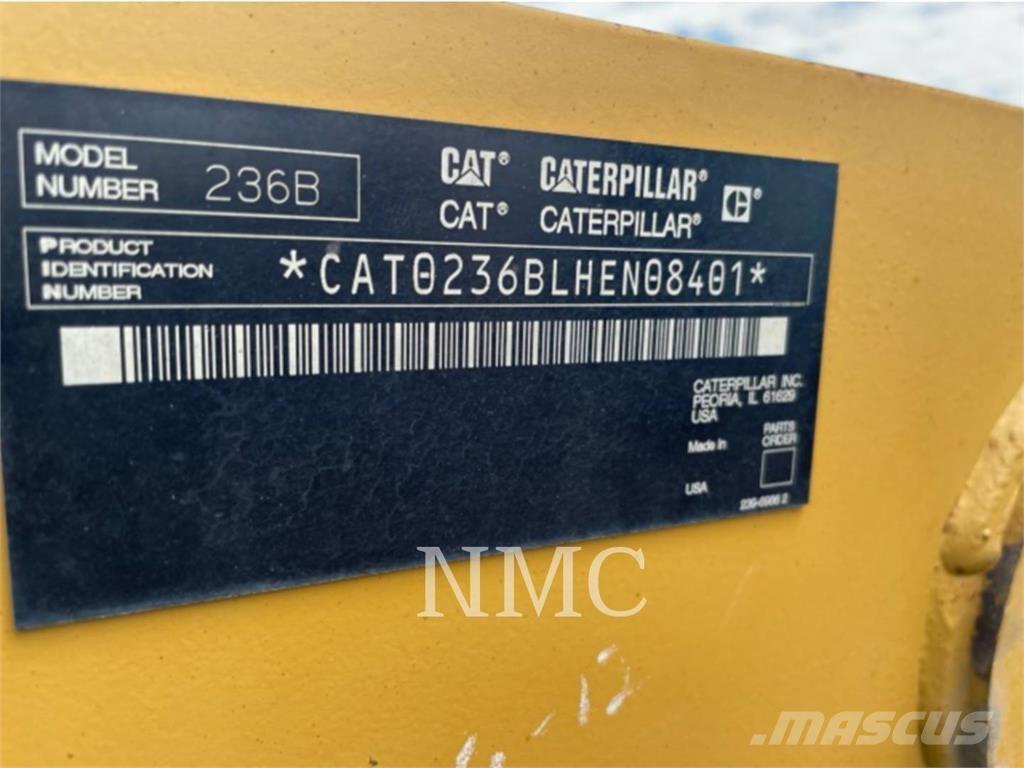 MODEL
NUMBER 236B
CAT® CATERPILLAR® C®
CAT® CATERPILLAR®
PRODUCT
IDENTIFICATION
NUMBER
*CAT0236BLHEN08401*
CATERPILLAR INC.
PEORIA, IL 61629
USA
Made In
PARTS
ORDER
USA
NMC
MASCUS